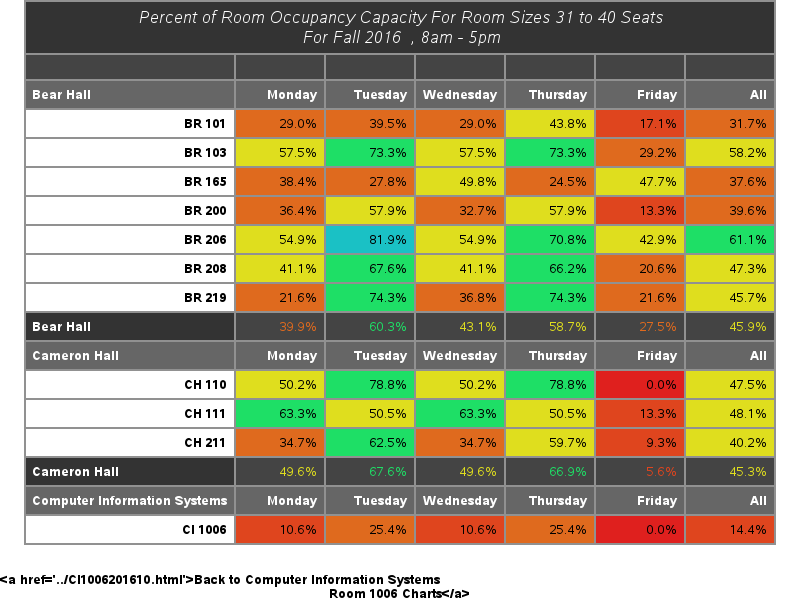 Percent of Room Occupancy Capacity For Room Sizes 31 to 40 Seats
For Fall 2016 , 8am - 5pm
Bear Hall Monday Tuesday Wednesday Thursday Friday All
BR 101 29.0% 39.5% 29.0% 43.8% 17.1% 31.7%
BR 103 57.5% 73.3% 57.5% 73.3% 29.2% 58.2%
BR 165 38.4% 27.8% 49.8% 24.5% 47.7% 37.6%
BR 200 36.4% 57.9% 32.7% 57.9% 13.3% 39.6%
BR 206 54.9% 81.9% 54.9% 70.8% 42.9% 61.1%
BR 208 41.1% 67.6% 41.1% 66.2% 20.6% 47.3%
BR 219 21.6% 74.3% 36.8% 74.3% 21.6% 45.7%
Bear Hall 39.9% 60.3% 43.1% 58.7% 27.5% 45.9%
Cameron Hall Monday Tuesday Wednesday Thursday Friday All
CH 110 50.2% 78.8% 50.2% 78.8% 0.0% 47.5%
CH 111 63.3% 50.5% 63.3% 50.5% 13.3% 48.1%
CH 211 34.7% 62.5% 34.7% 59.7% 9.3% 40.2%
Cameron Hall 49.6% 67.6% 49.6% 66.9% 5.6% 45.3%
Computer Information Systems Monday Tuesday Wednesday Thursday Friday All
CI 1006 10.6% 25.4% 10.6% 25.4% 0.0% 14.4%
<a href='../CI1006201610.html'>Back to Computer Information Systems
Room 1006 Charts</a>